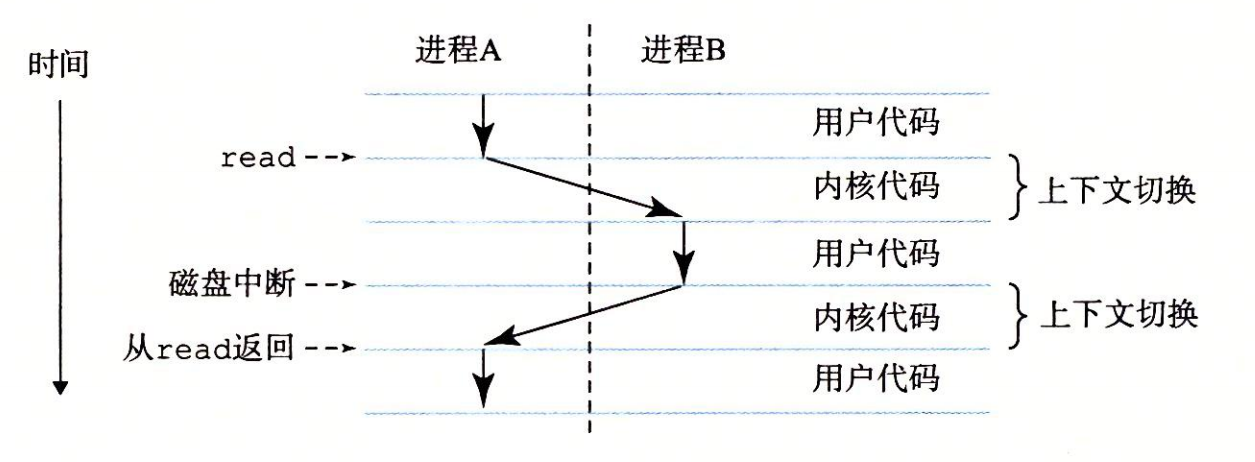 时间
进程A
进程B
用户代码
read
内核代码
上下文切换
用户代码
磁盘中断
内核代码
上下文切换
从read返回
用户代码